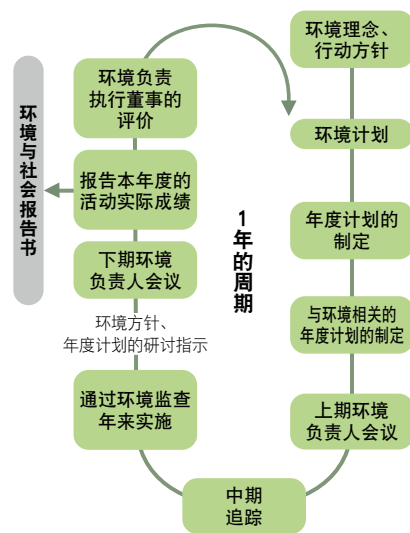 环境理念、
行动方针
环境计划
年度计划的
制定
与环境相关的
年度计划的制定
上期环境
负责人会议
中期
追踪
通过环境监查
年来实施
环境方针、
年度计划的研讨指示
下期环境
负责人会议
报告本年度的
活动实际成绩
环境负责
执行董事的
评价
环境与社会报告书
1年的周期